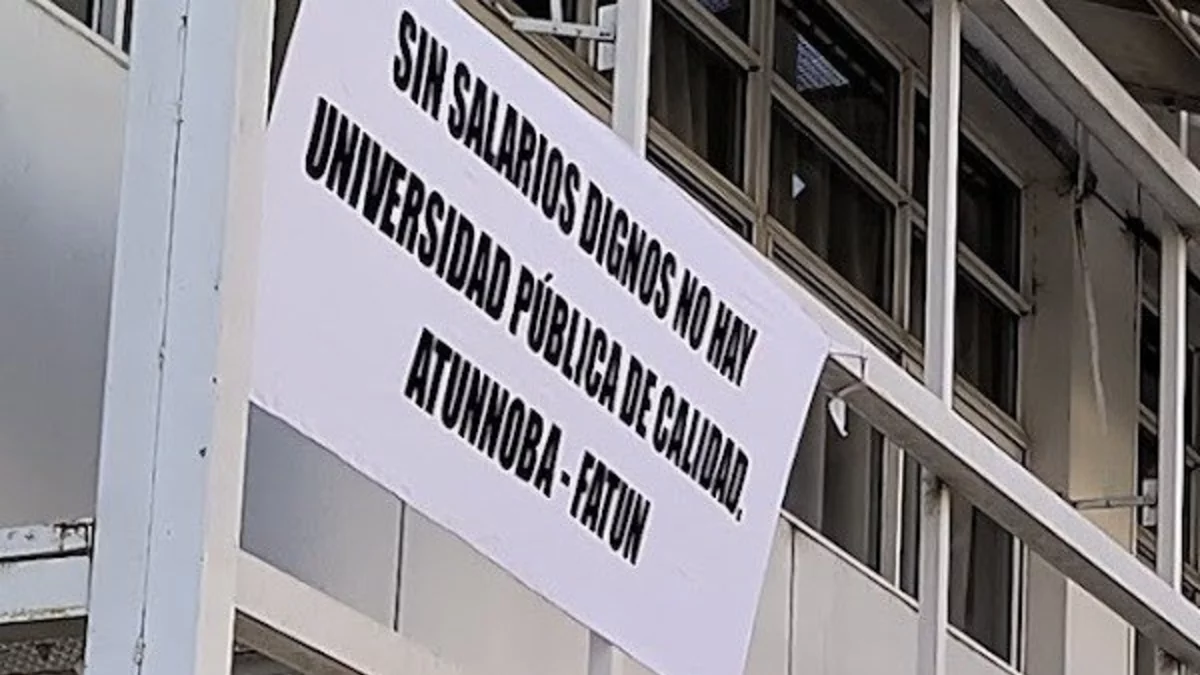 SIN SALARIOS DIGNOS NO HAY
UNIVERSIDAD PÚBLICA DE CALIDAD.
ATUNNOBA - FATUN